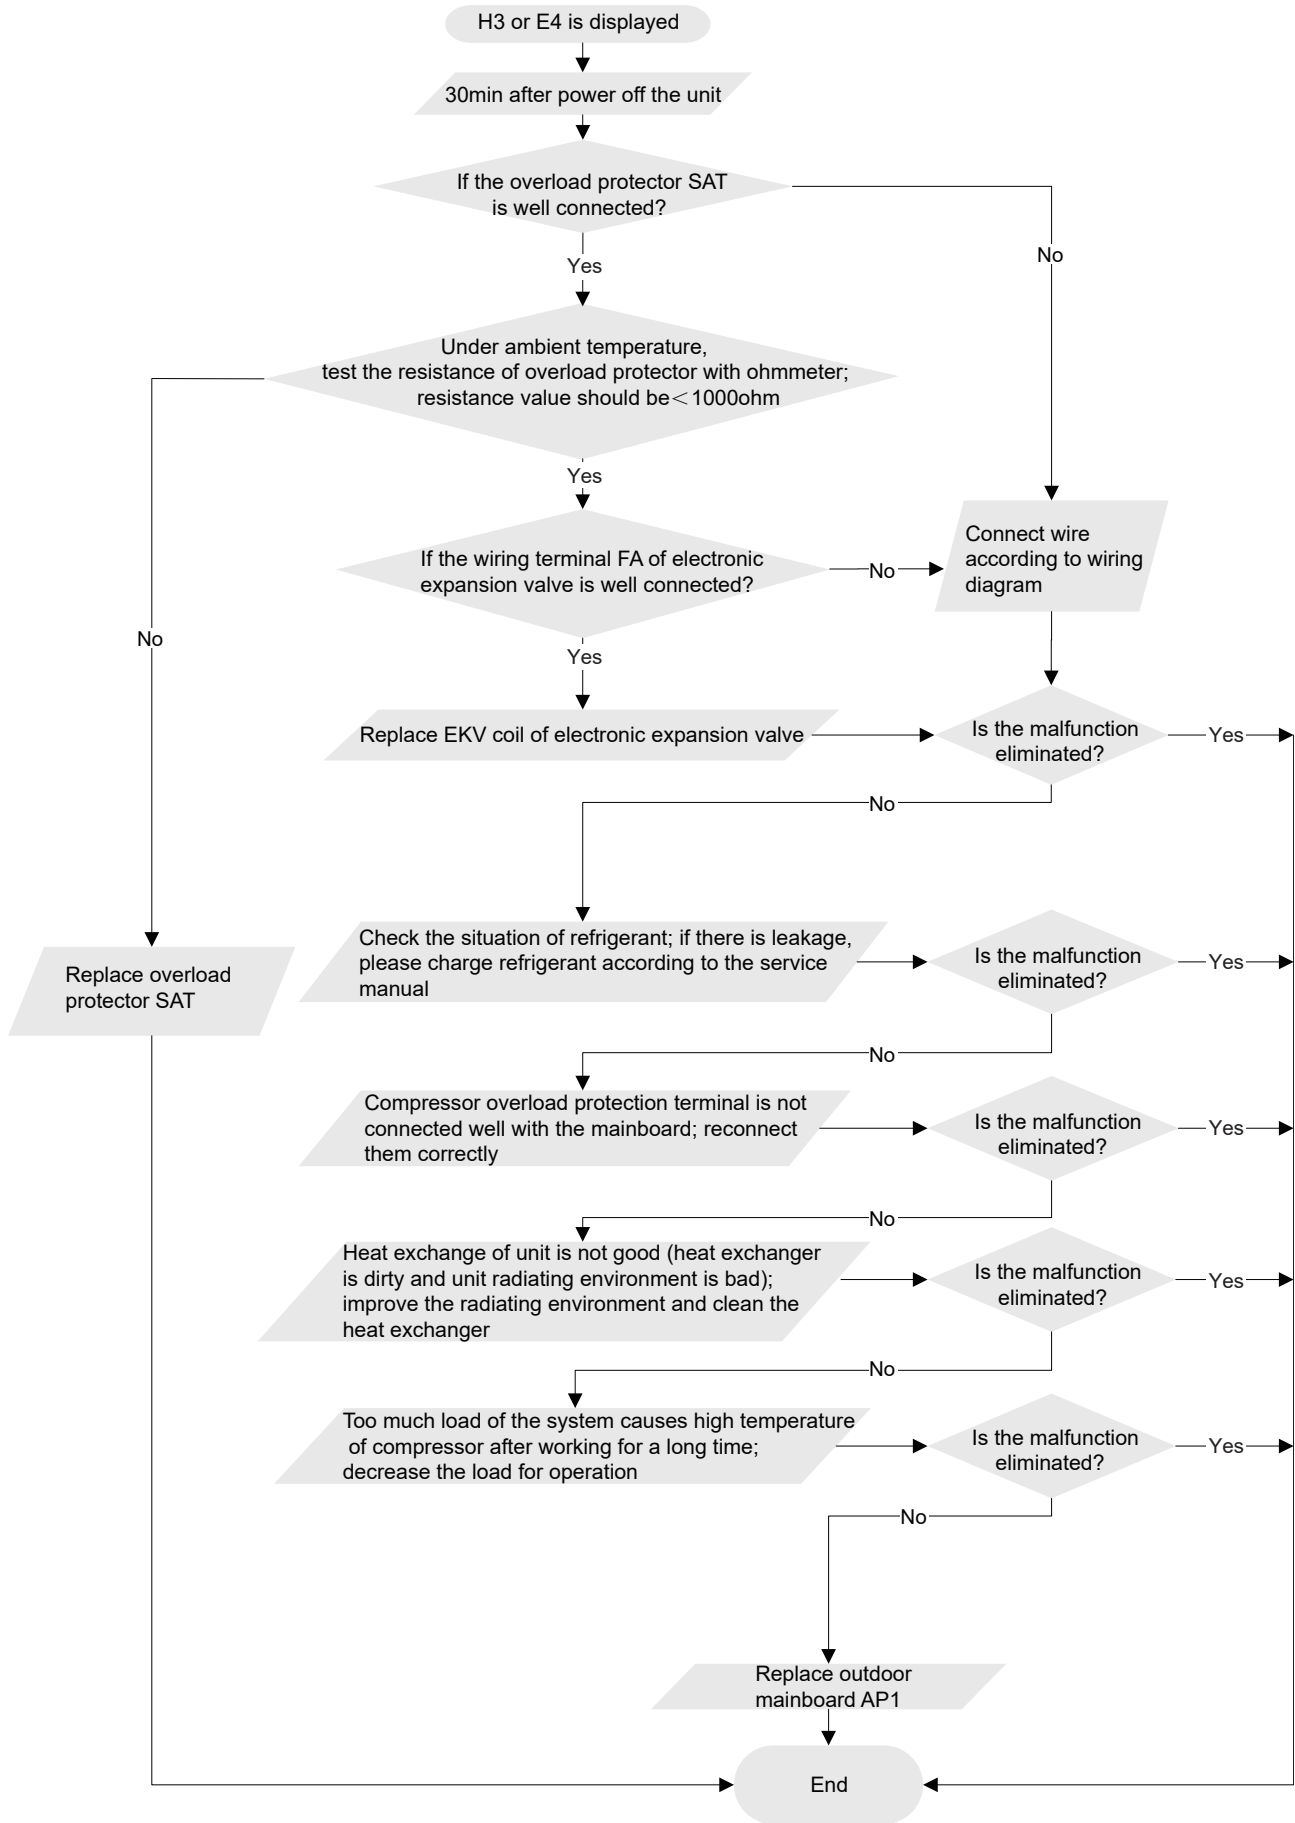 H3 or E4 is displayed
30min after power off the unit
If the overload protector SAT
is well connected?
No
Yes
Under ambient temperature,
test the resistance of overload protector with ohmmeter;
resistance value should be<1000ohm
Yes
If the wiring terminal FA of electronic
expansion valve is well connected?
No
Connect wire
according to wiring
diagram
No
Yes
Replace EKV coil of electronic expansion valve
Is the malfunction
eliminated?
Yes
No
Check the situation of refrigerant; if there is leakage,
please charge refrigerant according to the service
manual
Is the malfunction
eliminated?
Yes
Replace overload
protector SAT
No
Compressor overload protection terminal is not
connected well with the mainboard; reconnect
them correctly
Is the malfunction
eliminated?
Yes
No
Heat exchange of unit is not good (heat exchanger
is dirty and unit radiating environment is bad);
improve the radiating environment and clean the
heat exchanger
Is the malfunction
eliminated?
Yes
No
Too much load of the system causes high temperature
of compressor after working for a long time;
decrease the load for operation
Is the malfunction
eliminated?
Yes
No
Replace outdoor
mainboard AP1
End